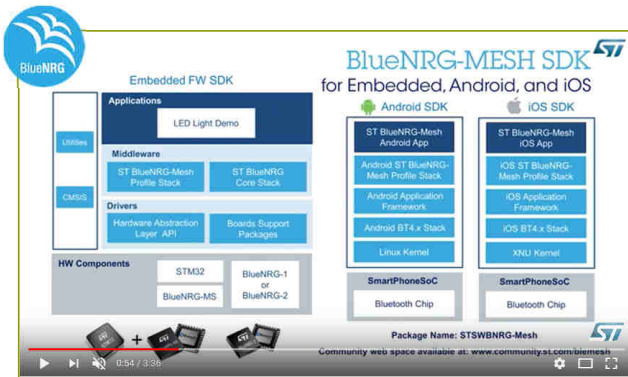 BlueNRG
BlueNRG-MESH SDK
for Embedded, Android, and iOS
Embedded FW SDK
Applications
LED Light Demo
Utilities
CMSIS
Middleware
ST BlueNRG-Mesh
Profile Stack
ST BlueNRG
Core Stack
Drivers
Hardware Abstraction
Layer API
Boards Support
Packages
HW Components
STM32
BlueNRG-MS
BlueNRG-1
or
BlueNRG-2
Android SDK
ST BlueNRG-Mesh
Android App
Android ST BlueNRG-
Mesh Profile Stack
Android Application
Framework
Android BT4.x Stack
Linux Kernel
SmartPhoneSoC
Bluetooth Chip
iOS SDK
ST BlueNRG-Mesh
iOS App
iOS ST BlueNRG-
Mesh Profile Stack
iOS Application
Framework
iOS BT4.x Stack
XNU Kernel
SmartPhoneSoC
Bluetooth Chip
+
Package Name: STSWBNRG-Mesh
Community web space available at: www.community.st.com/blemesh
ST
0:54 / 3:36